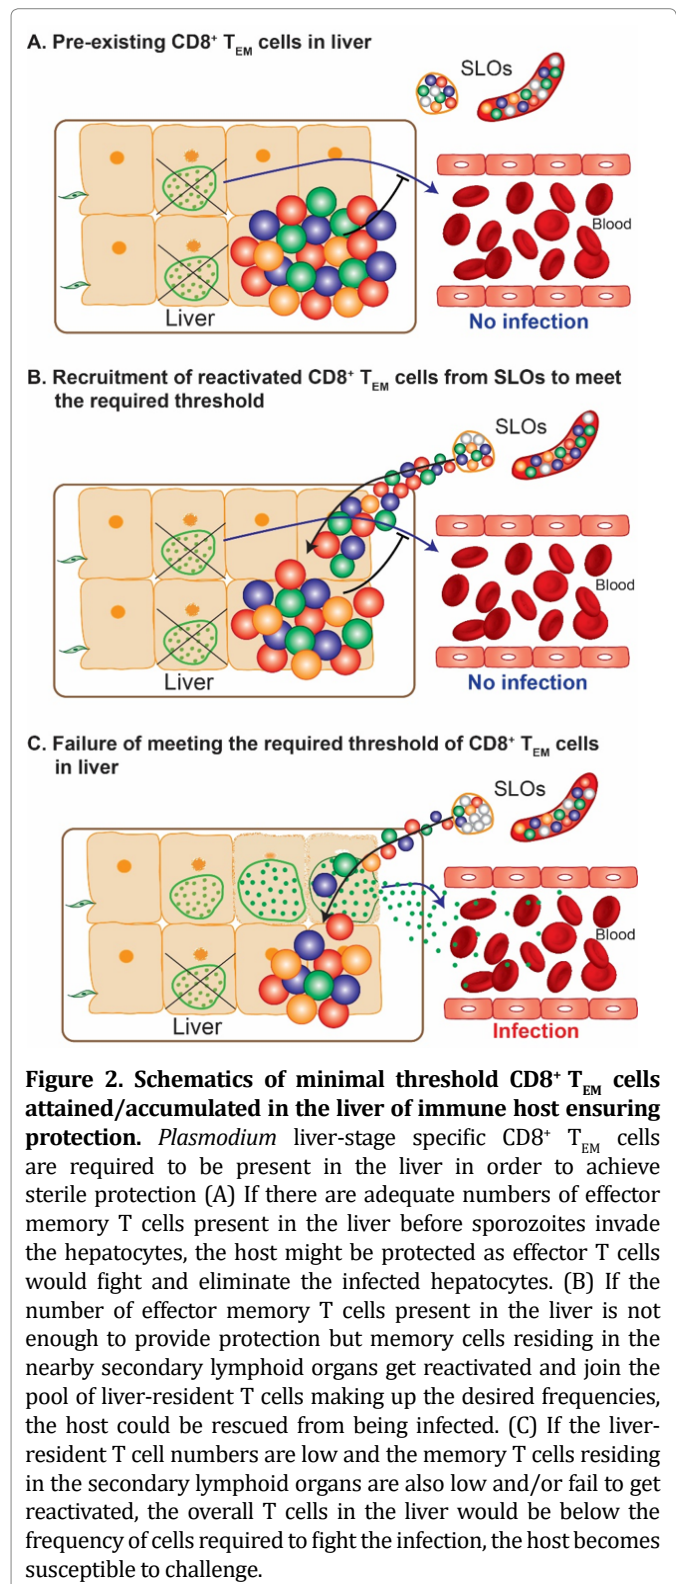 A. Pre-existing CD8⁺ T_EM cells in liver
SLOs
Blood
Liver
No infection
B. Recruitment of reactivated CD8⁺ T_EM cells from SLOs to meet
the required threshold
SLOs
Blood
Liver
No infection
C. Failure of meeting the required threshold of CD8⁺ T_EM cells
in liver
SLOs
Blood
Liver
Infection
Figure 2. Schematics of minimal threshold CD8⁺ T_EM cells
attained/accumulated in the liver of immune host ensuring
protection. Plasmodium liver-stage specific CD8⁺ T_EM cells
are required to be present in the liver in order to achieve
sterile protection (A) If there are adequate numbers of effector
memory T cells present in the liver before sporozoites invade
the hepatocytes, the host might be protected as effector T cells
would fight and eliminate the infected hepatocytes. (B) If the
number of effector memory T cells present in the liver is not
enough to provide protection but memory cells residing in the
nearby secondary lymphoid organs get reactivated and join the
pool of liver-resident T cells making up the desired frequencies,
the host could be rescued from being infected. (C) If the liver-
resident T cell numbers are low and the memory T cells residing
in the secondary lymphoid organs are also low and/or fail to get
reactivated, the overall T cells in the liver would be below the
frequency of cells required to fight the infection, the host becomes
susceptible to challenge.